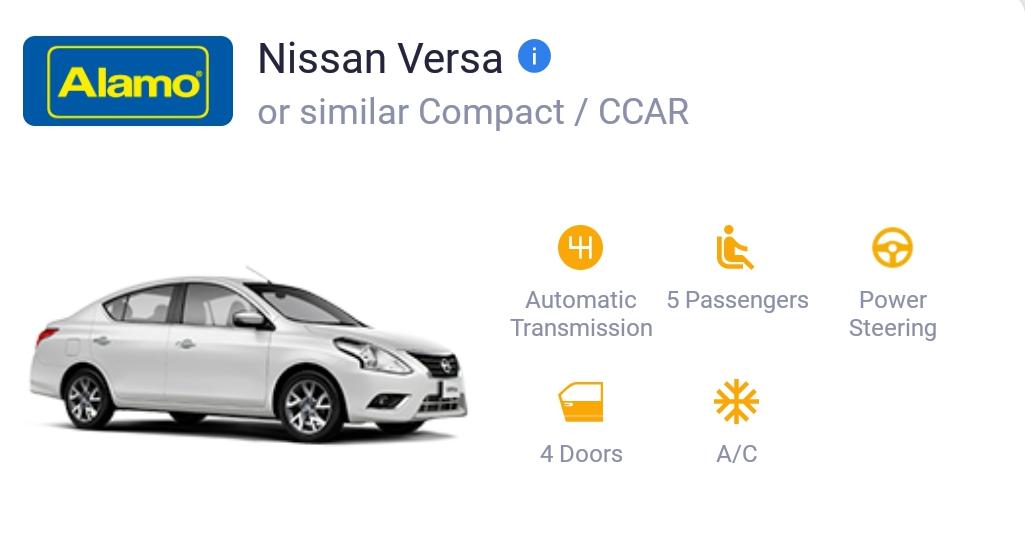 Alamo®
Nissan Versa
or similar Compact / CCAR
Automatic
Transmission
5 Passengers
Power
Steering
4 Doors
A/C